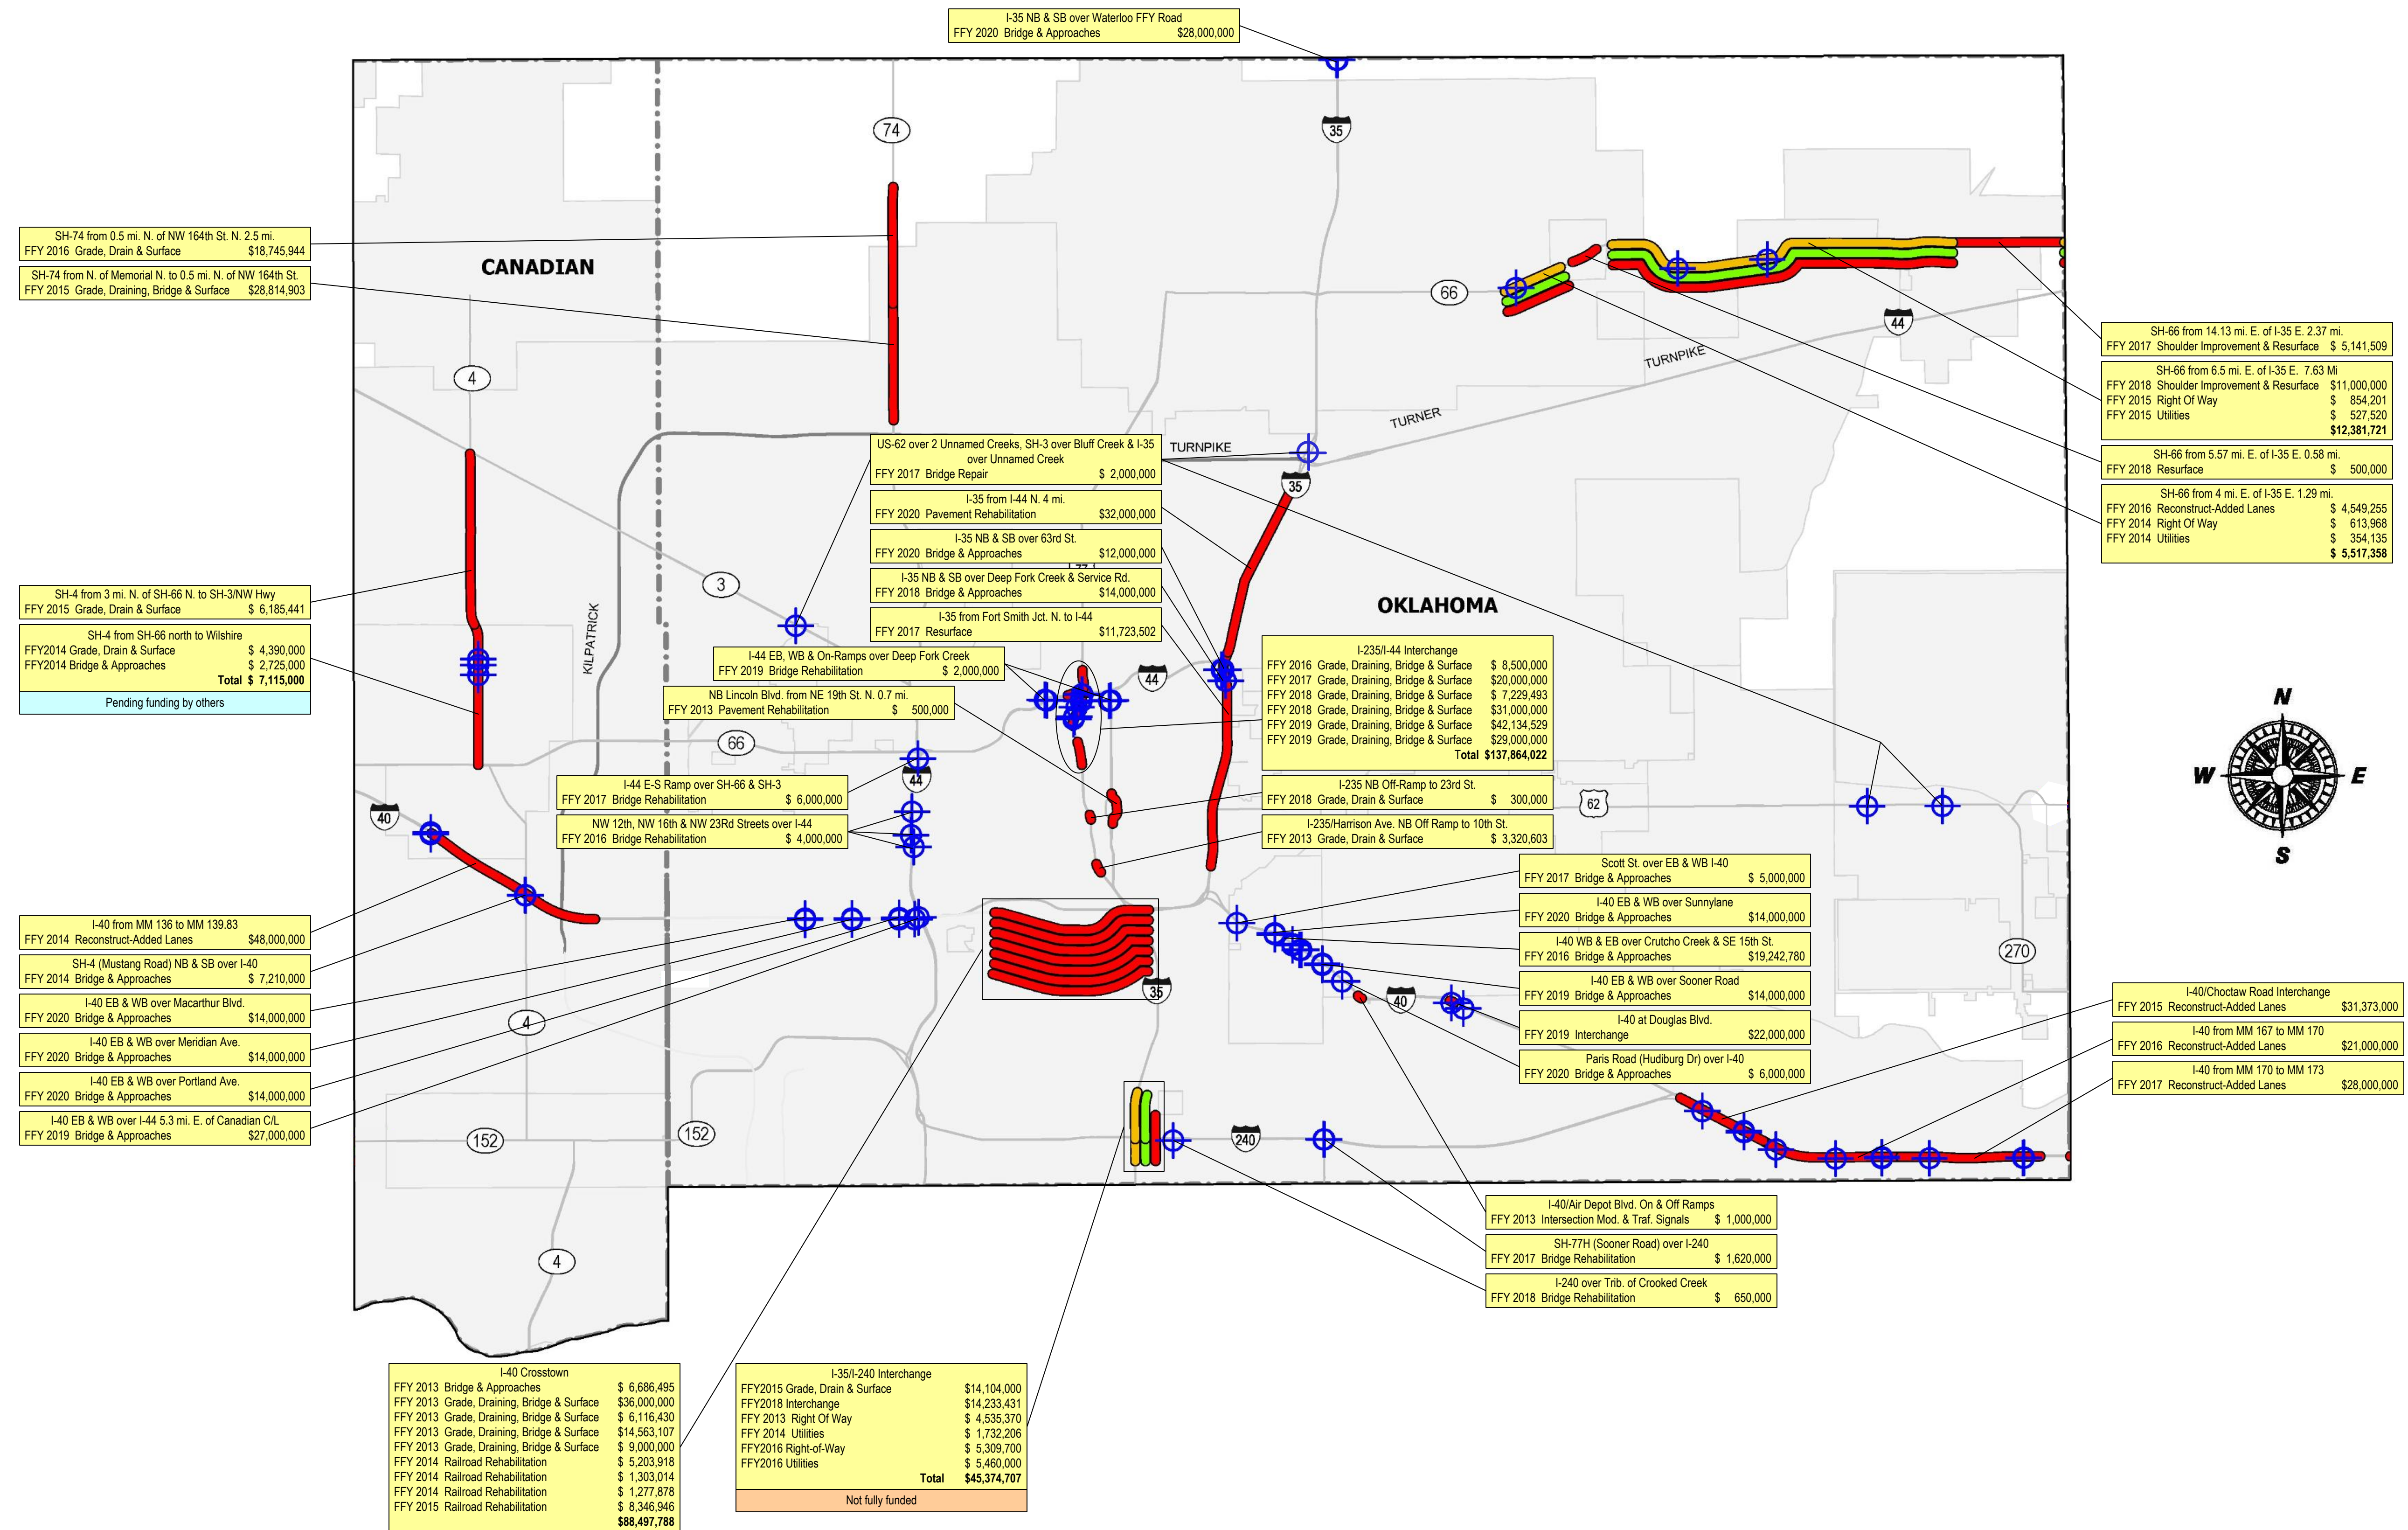 I-35 NB & SB over Waterloo FFY Road
FFY 2020 Bridge & Approaches $28,000,000
74
35
SH-74 from 0.5 mi. N. of NW 164th St. N. 2.5 mi.
FFY 2016 Grade, Drain & Surface $18,745,944
SH-74 from N. of Memorial N. to 0.5 mi. N. of NW 164th St.
FFY 2015 Grade, Draining, Bridge & Surface $28,814,903
CANADIAN
66
44
TURNPIKE
TURNER
4
SH-66 from 14.13 mi. E. of I-35 E. 2.37 mi.
FFY 2017 Shoulder Improvement & Resurface $ 5,141,509
SH-66 from 6.5 mi. E. of I-35 E. 7.63 Mi
FFY 2018 Shoulder Improvement & Resurface $11,000,000
FFY 2015 Right Of Way $ 854,201
FFY 2015 Utilities $ 527,520
$12,381,721
SH-66 from 5.57 mi. E. of I-35 E. 0.58 mi.
FFY 2018 Resurface $ 500,000
SH-66 from 4 mi. E. of I-35 E. 1.29 mi.
FFY 2016 Reconstruct-Added Lanes $ 4,549,255
FFY 2014 Right Of Way $ 613,968
FFY 2014 Utilities $ 354,135
$ 5,517,358
US-62 over 2 Unnamed Creeks, SH-3 over Bluff Creek & I-35
over Unnamed Creek
FFY 2017 Bridge Repair $ 2,000,000
TURNPIKE
35
I-35 from I-44 N. 4 mi.
FFY 2020 Pavement Rehabilitation $32,000,000
I-35 NB & SB over 63rd St.
FFY 2020 Bridge & Approaches $12,000,000
I-35 NB & SB over Deep Fork Creek & Service Rd.
FFY 2018 Bridge & Approaches $14,000,000
I-35 from Fort Smith Jct. N. to I-44
FFY 2017 Resurface $11,723,502
3
KILPATRICK
OKLAHOMA
SH-4 from 3 mi. N. of SH-66 N. to SH-3/NW Hwy
FFY 2015 Grade, Drain & Surface $ 6,185,441
SH-4 from SH-66 north to Wilshire
FFY2014 Grade, Drain & Surface $ 4,390,000
FFY2014 Bridge & Approaches $ 2,725,000
Total $ 7,115,000
Pending funding by others
I-44 EB, WB & On-Ramps over Deep Fork Creek
FFY 2019 Bridge Rehabilitation $ 2,000,000
NB Lincoln Blvd. from NE 19th St. N. 0.7 mi.
FFY 2013 Pavement Rehabilitation $ 500,000
44
I-235/I-44 Interchange
FFY 2016 Grade, Draining, Bridge & Surface $ 8,500,000
FFY 2017 Grade, Draining, Bridge & Surface $20,000,000
FFY 2018 Grade, Draining, Bridge & Surface $ 7,229,493
FFY 2018 Grade, Draining, Bridge & Surface $31,000,000
FFY 2019 Grade, Draining, Bridge & Surface $42,134,529
FFY 2019 Grade, Draining, Bridge & Surface $29,000,000
Total $137,864,022
66
44
I-44 E-S Ramp over SH-66 & SH-3
FFY 2017 Bridge Rehabilitation $ 6,000,000
NW 12th, NW 16th & NW 23Rd Streets over I-44
FFY 2016 Bridge Rehabilitation $ 4,000,000
I-235 NB Off-Ramp to 23rd St.
FFY 2018 Grade, Drain & Surface $ 300,000
I-235/Harrison Ave. NB Off Ramp to 10th St.
FFY 2013 Grade, Drain & Surface $ 3,320,603
62
40
N
W
E
S
Scott St. over EB & WB I-40
FFY 2017 Bridge & Approaches $ 5,000,000
I-40 EB & WB over Sunnylane
FFY 2020 Bridge & Approaches $14,000,000
I-40 WB & EB over Crutcho Creek & SE 15th St.
FFY 2016 Bridge & Approaches $19,242,780
I-40 EB & WB over Sooner Road
FFY 2019 Bridge & Approaches $14,000,000
I-40 at Douglas Blvd.
FFY 2019 Interchange $22,000,000
Paris Road (Hudiburg Dr) over I-40
FFY 2020 Bridge & Approaches $ 6,000,000
I-40 from MM 136 to MM 139.83
FFY 2014 Reconstruct-Added Lanes $48,000,000
SH-4 (Mustang Road) NB & SB over I-40
FFY 2014 Bridge & Approaches $ 7,210,000
I-40 EB & WB over Macarthur Blvd.
FFY 2020 Bridge & Approaches $14,000,000
I-40 EB & WB over Meridian Ave.
FFY 2020 Bridge & Approaches $14,000,000
I-40 EB & WB over Portland Ave.
FFY 2020 Bridge & Approaches $14,000,000
I-40 EB & WB over I-44 5.3 mi. E. of Canadian C/L
FFY 2019 Bridge & Approaches $27,000,000
270
35
40
4
I-40/Choctaw Road Interchange
FFY 2015 Reconstruct-Added Lanes $31,373,000
I-40 from MM 167 to MM 170
FFY 2016 Reconstruct-Added Lanes $21,000,000
I-40 from MM 170 to MM 173
FFY 2017 Reconstruct-Added Lanes $28,000,000
152
152
240
4
I-40/Air Depot Blvd. On & Off Ramps
FFY 2013 Intersection Mod. & Traf. Signals $ 1,000,000
SH-77H (Sooner Road) over I-240
FFY 2017 Bridge Rehabilitation $ 1,620,000
I-240 over Trib. of Crooked Creek
FFY 2018 Bridge Rehabilitation $ 650,000
I-40 Crosstown
FFY 2013 Bridge & Approaches $ 6,686,495
FFY 2013 Grade, Draining, Bridge & Surface $36,000,000
FFY 2013 Grade, Draining, Bridge & Surface $ 6,116,430
FFY 2013 Grade, Draining, Bridge & Surface $14,563,107
FFY 2013 Grade, Draining, Bridge & Surface $ 9,000,000
FFY 2014 Railroad Rehabilitation $ 5,203,918
FFY 2014 Railroad Rehabilitation $ 1,303,014
FFY 2014 Railroad Rehabilitation $ 1,277,878
FFY 2015 Railroad Rehabilitation $ 8,346,946
$88,497,788
I-35/I-240 Interchange
FFY2015 Grade, Drain & Surface $14,104,000
FFY2018 Interchange $14,233,431
FFY 2013 Right Of Way $ 4,535,370
FFY 2014 Utilities $ 1,732,206
FFY2016 Right-of-Way $ 5,309,700
FFY2016 Utilities $ 5,460,000
Total $45,374,707
Not fully funded